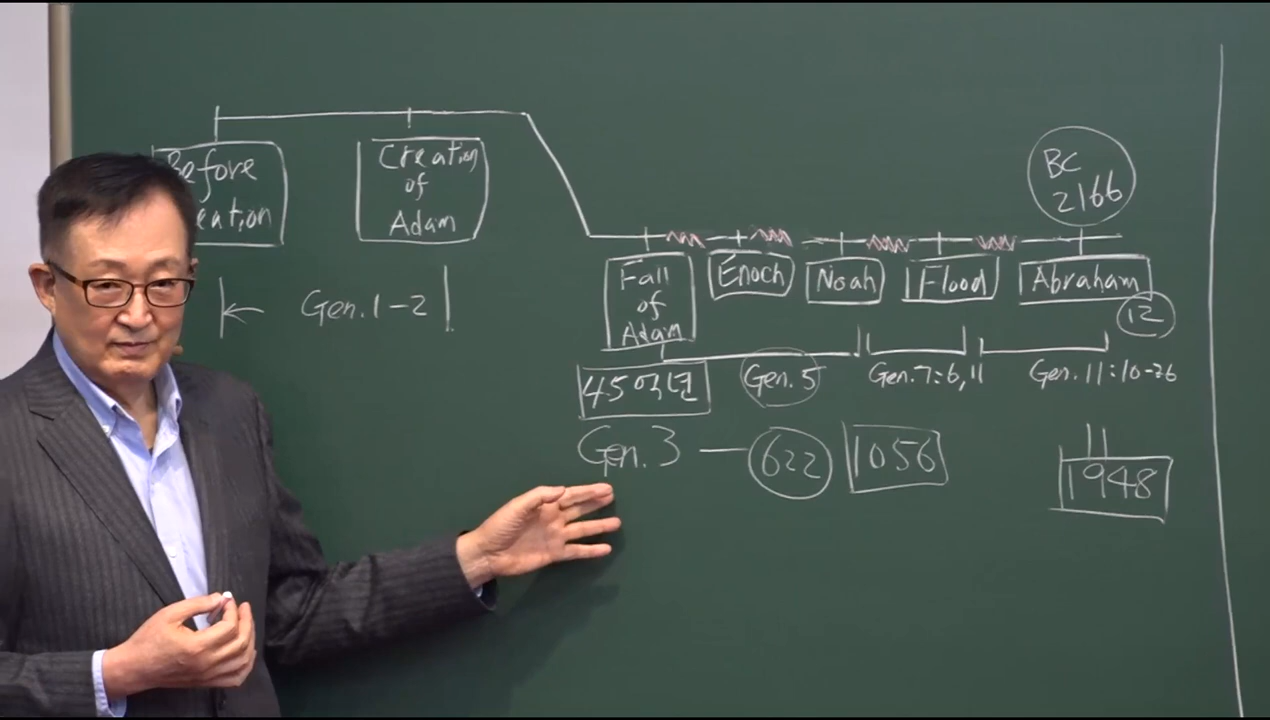 Before
eation
Creation
of
Adam
BC
2166
Fall
of
Adam
Enoch
Noah
Flood
Abraham
12
Gen. 1-2
45억년
Gen. 5
Gen. 7:6, 11
Gen. 11:10-26
Gen. 3 — 622 1056
1948